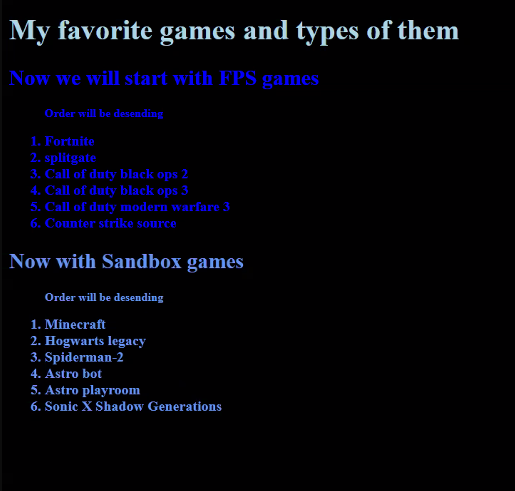 My favorite games and types of them
Now we will start with FPS games
Order will be desending
1. Fortnite
2. splitgate
3. Call of duty black ops 2
4. Call of duty black ops 3
5. Call of duty modern warfare 3
6. Counter strike source
Now with Sandbox games
Order will be desending
1. Minecraft
2. Hogwarts legacy
3. Spiderman-2
4. Astro bot
5. Astro playroom
6. Sonic X Shadow Generations